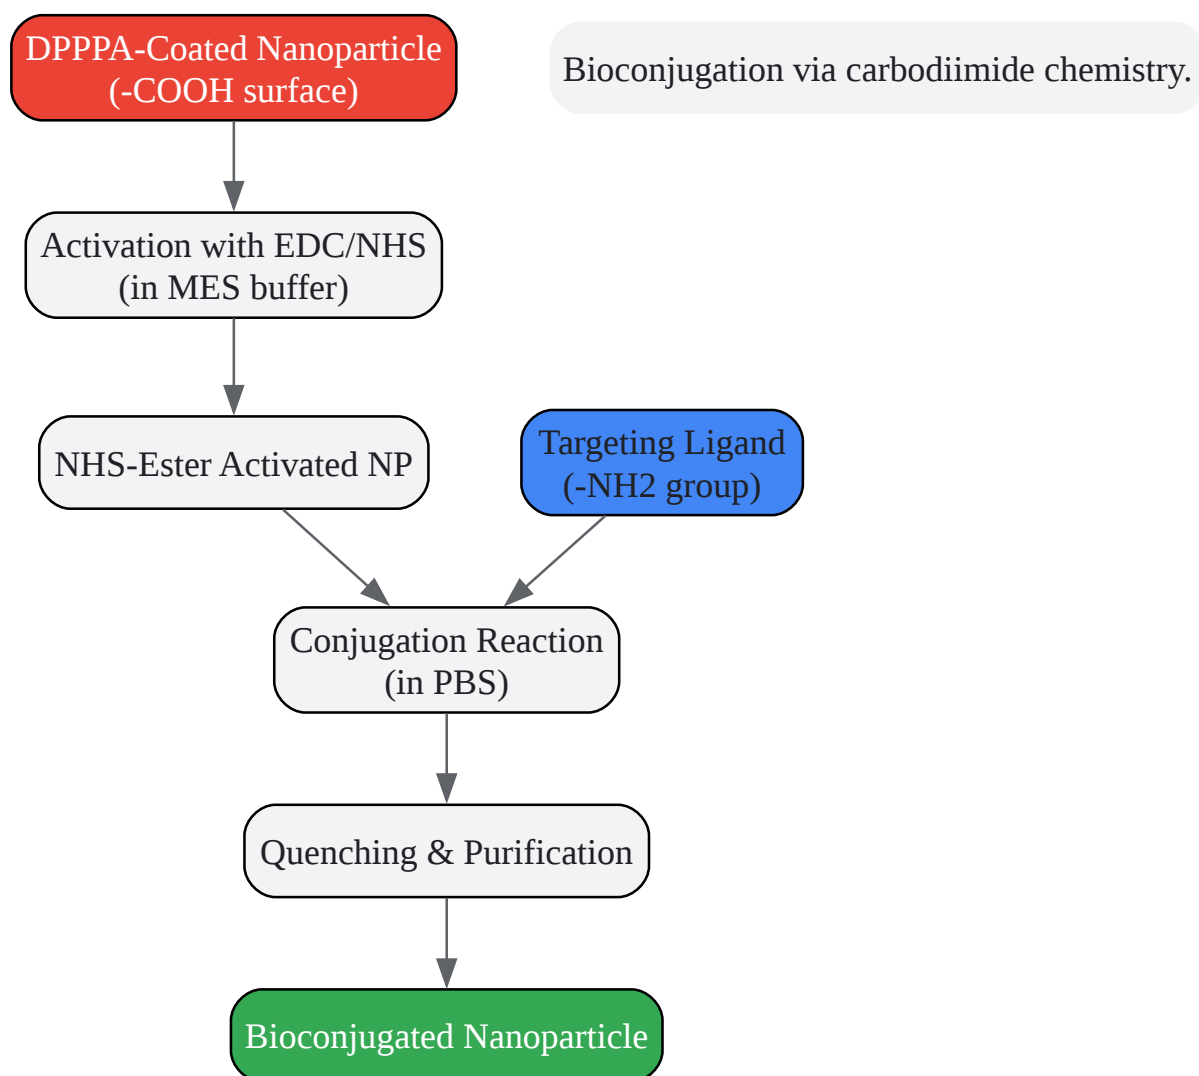 DPPPA-Coated Nanoparticle
(-COOH surface)
Bioconjugation via carbodiimide chemistry.
Activation with EDC/NHS
(in MES buffer)
NHS-Ester Activated NP
Targeting Ligand
(-NH2 group)
Conjugation Reaction
(in PBS)
Quenching & Purification
Bioconjugated Nanoparticle